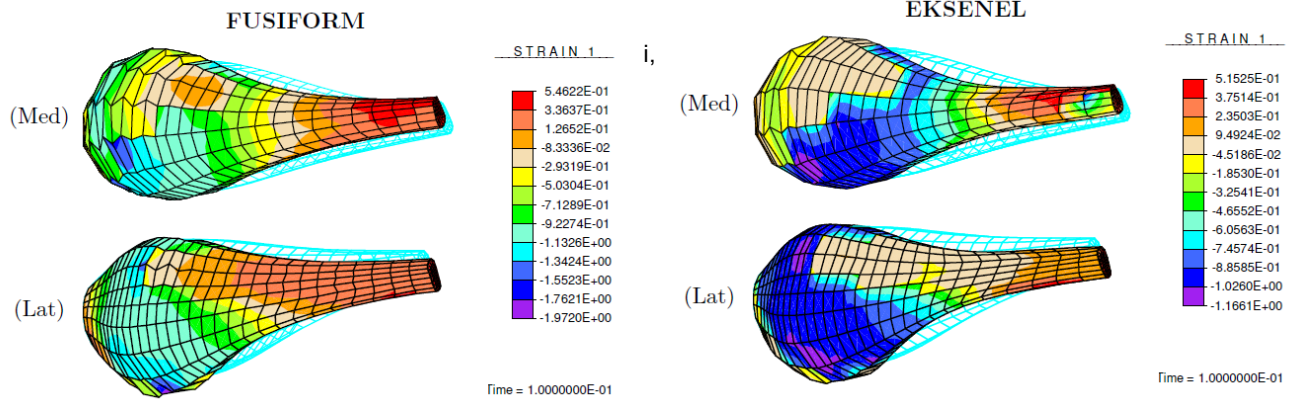 FUSIFORM
(Med)
(Lat)
STRAIN 1
5.4622E-01
3.3637E-01
1.2652E-01
-8.3336E-02
-2.9319E-01
-5.0304E-01
-7.1289E-01
-9.2274E-01
-1.1326E+00
-1.3424E+00
-1.5523E+00
-1.7621E+00
-1.9720E+00
Time = 1.0000000E-01
i,
EKSENEL
(Med)
(Lat)
STRAIN 1
5.1525E-01
3.7514E-01
2.3503E-01
9.4924E-02
-4.5186E-02
-1.8530E-01
-3.2541E-01
-4.6552E-01
-6.0563E-01
-7.4574E-01
-8.8585E-01
-1.0260E+00
-1.1661E+00
Time = 1.0000000E-01